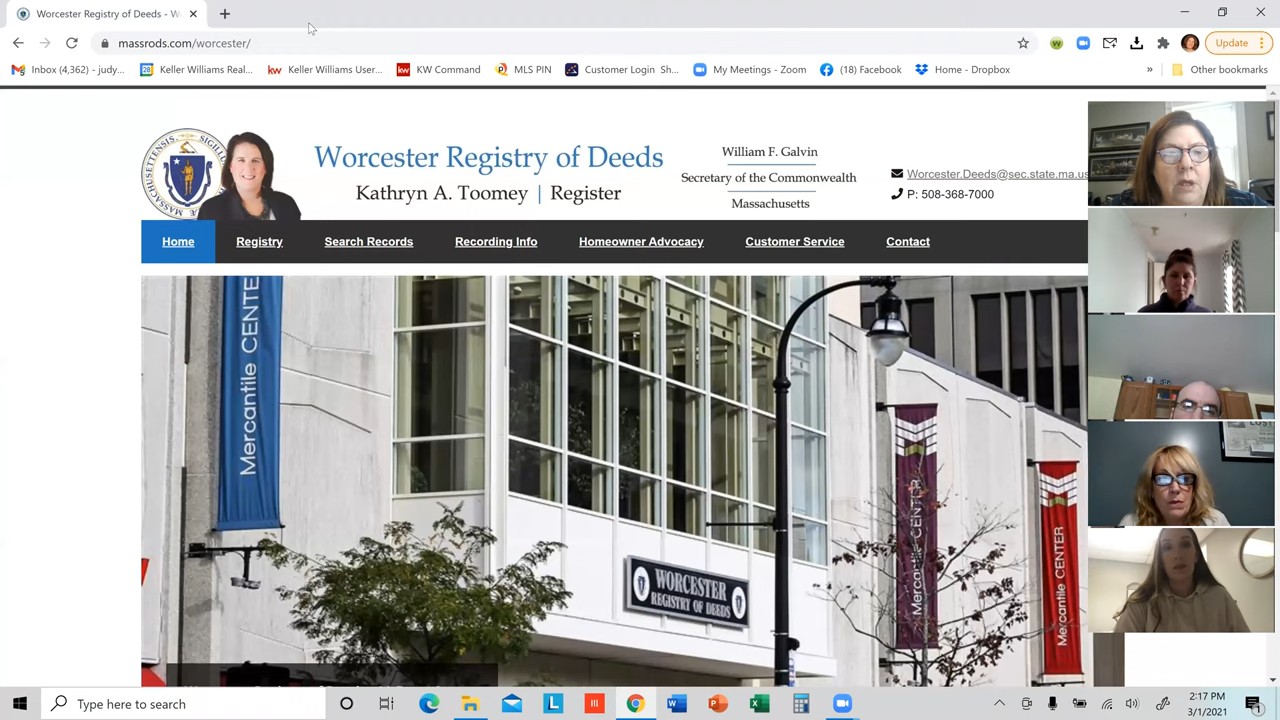 Worcester Registry of Deeds - W
massrods.com/worcester/
Update
Inbox (4,362) - judy...
Keller Williams Real...
Keller Williams User...
KW Command
MLS PIN
Customer Login Sh...
My Meetings - Zoom
(18) Facebook
Home - Dropbox
»
Other bookmarks
Worcester Registry of Deeds
Kathryn A. Toomey | Register
William F. Galvin
Secretary of the Commonwealth
Massachusetts
Worcester.Deeds@sec.state.ma.us
P: 508-368-7000
Home
Registry
Search Records
Recording Info
Homeowner Advocacy
Customer Service
Contact
Mercantile CENTER
Mercantile CENTER
Mercantile CENTER
WORCESTER
REGISTRY OF DEEDS
Type here to search
2:17 PM
3/1/2021
1